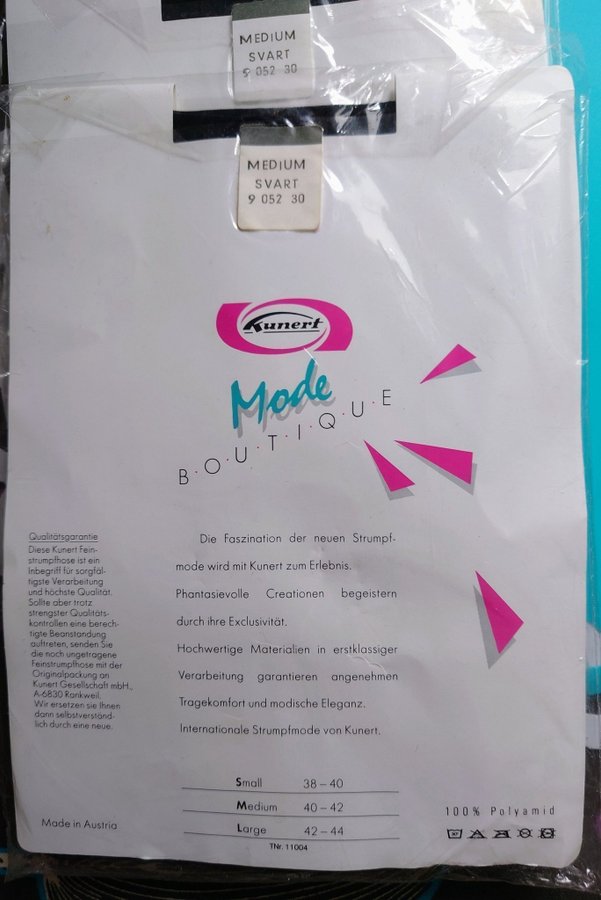 MEDIUM
SVART
9 052 30
MEDIUM
SVART
9 052 30
Kunert
Mode
B·O·U·T·I·Q·U·E
Qualitätsgarantie
Diese Kunert Fein-
strumpfhose ist ein
Inbegriff für sorgfäl-
tigste Verarbeitung
und höchste Qualität.
Sollte aber trotz
strengster Qualitäts-
kontrollen eine berech-
tigte Beanstandung
auftreten, senden Sie
die noch ungetragene
Feinstrumpfhose mit der
Originalpackung an
Kunert Gesellschaft mbH.,
A-6830 Rankweil.
Wir ersetzen sie Ihnen
dann selbstverständ-
lich durch eine neue.
Die Faszination der neuen Strumpf-
mode wird mit Kunert zum Erlebnis.
Phantasievolle Creationen begeistern
durch ihre Exclusivität.
Hochwertige Materialien in erstklassiger
Verarbeitung garantieren angenehmen
Tragekomfort und modische Eleganz.
Internationale Strumpfmode von Kunert.
Small 38 – 40
Medium 40 – 42
Large 42 – 44
TNr. 11004
Made in Austria
100% Polyamid